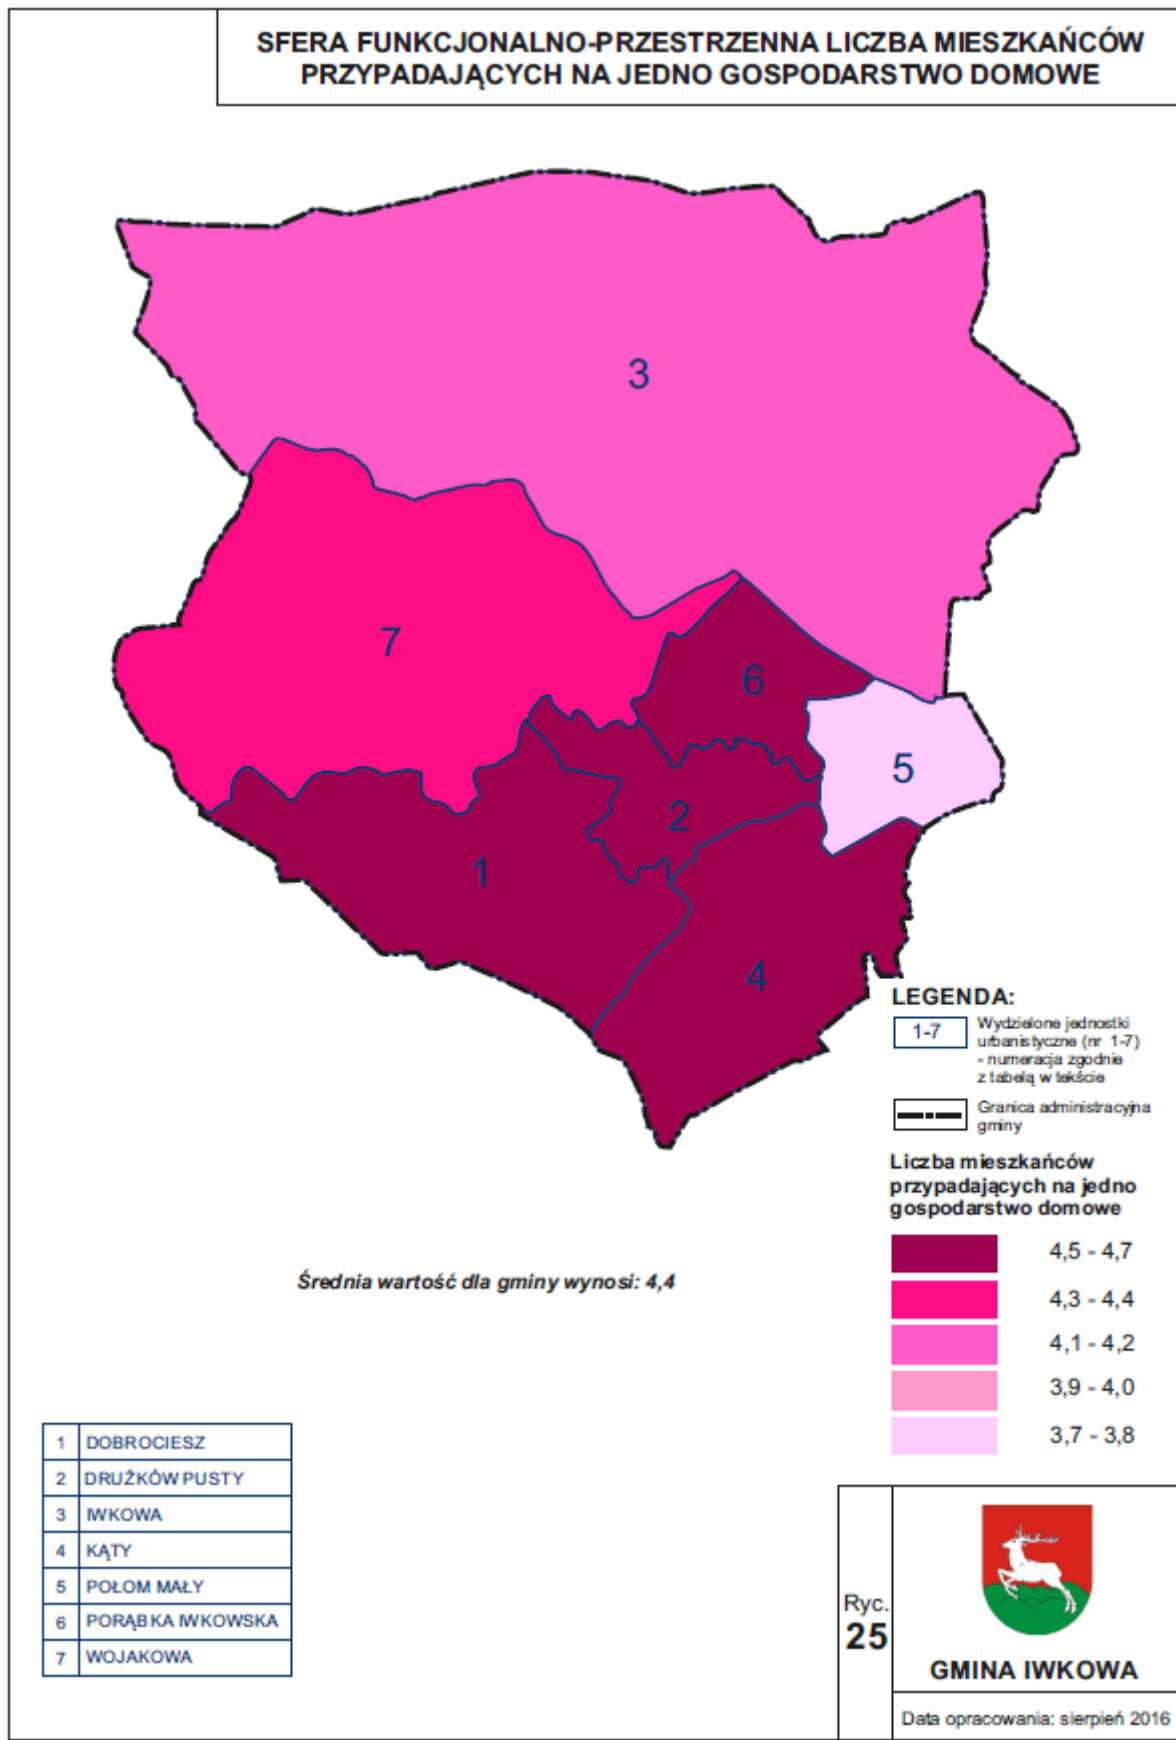 SFERA FUNKCJONALNO-PRZESTRZENNA LICZBA MIESZKAŃCÓW
PRZYPADAJĄCYCH NA JEDNO GOSPODARSTWO DOMOWE
3
7
6
5
2
1
4
LEGENDA:
1-7
Wydzielone jednostki
urbanistyczne (nr 1-7)
- numeracja zgodnie
z tabelą w tekście
Granica administracyjna
gminy
Liczba mieszkańców
przypadających na jedno
gospodarstwo domowe
4,5 - 4,7
4,3 - 4,4
4,1 - 4,2
3,9 - 4,0
3,7 - 3,8
Średnia wartość dla gminy wynosi: 4,4
1 DOBROCIESZ
2 DRUŻKÓW PUSTY
3 IWKOWA
4 KĄTY
5 POŁOM MAŁY
6 PORĄBKA IWKOWSKA
7 WOJAKOWA
Ryc.
25
GMINA IWKOWA
Data opracowania: sierpień 2016